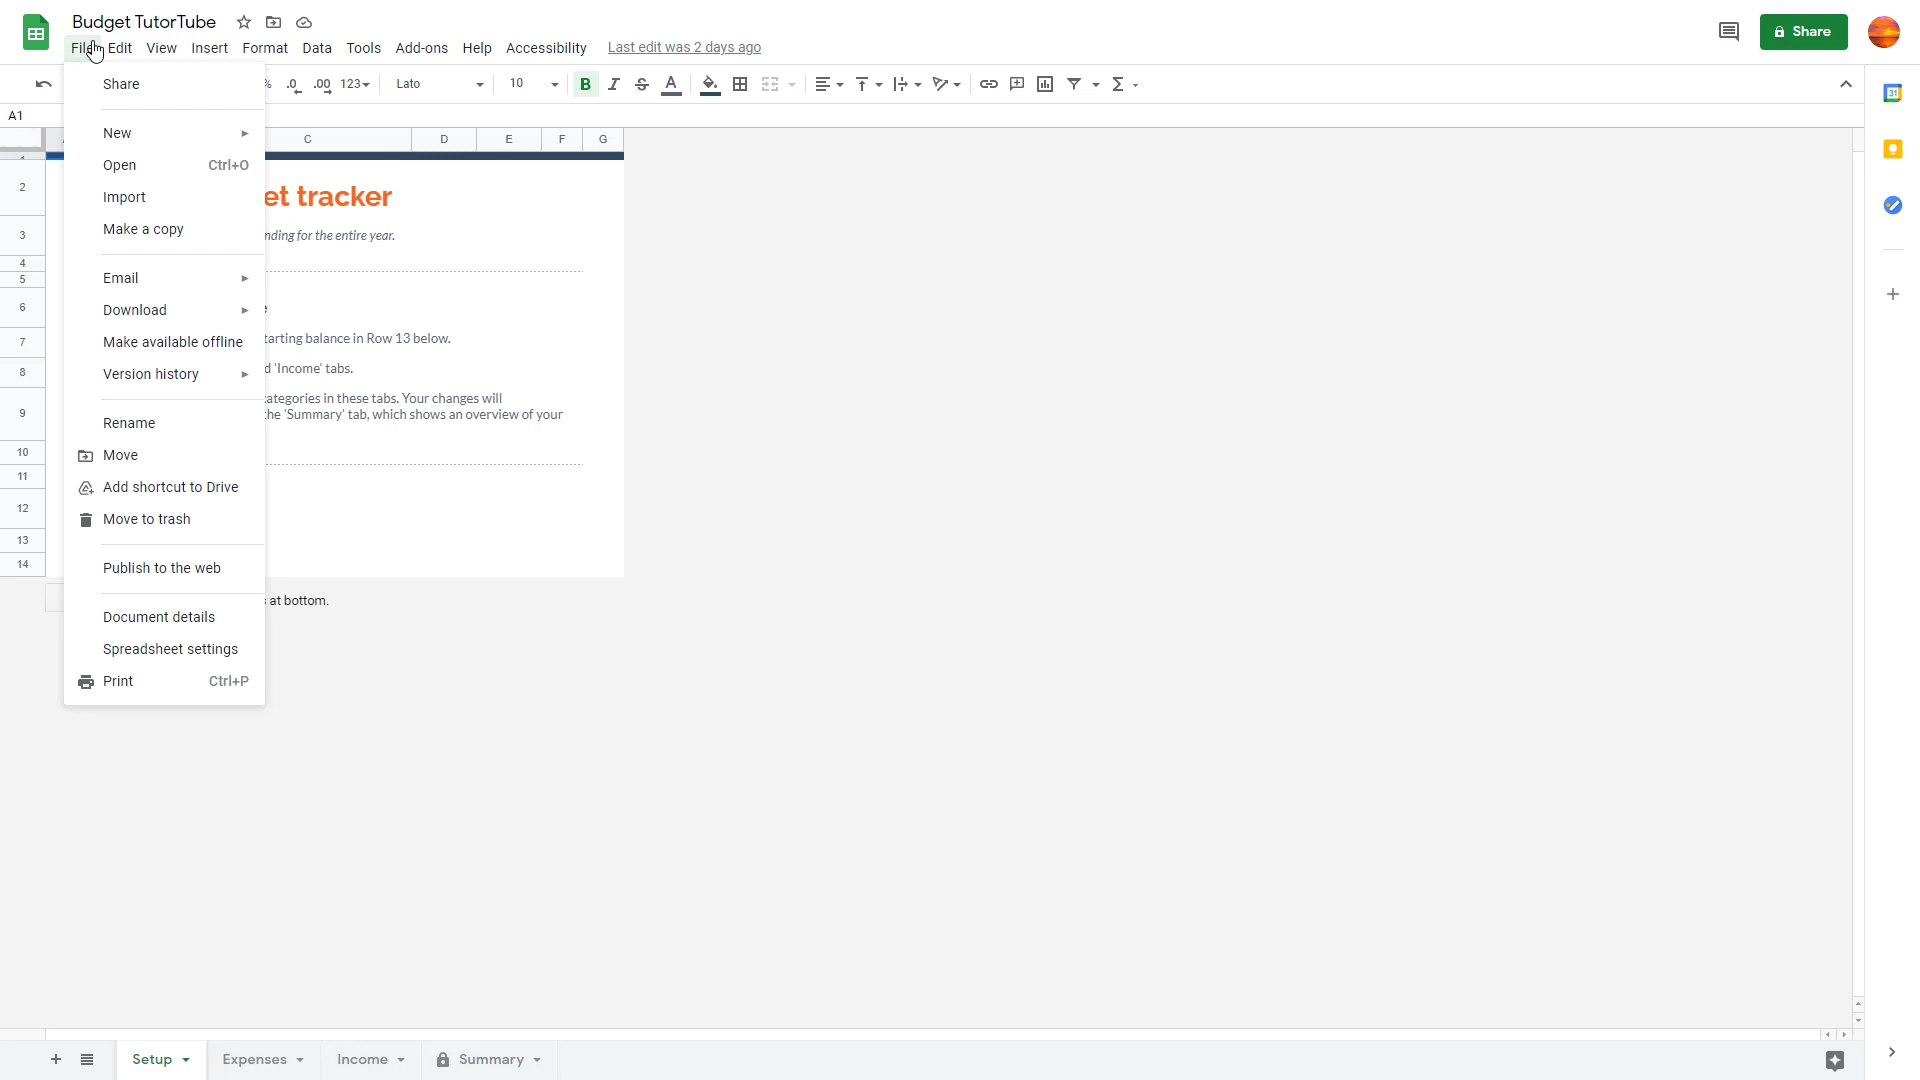 Budget TutorTube
File Edit View Insert Format Data Tools Add-ons Help Accessibility Last edit was 2 days ago
Share
% .0 .00 123 Lato 10 B I S A Σ
A1
Share
New
Open Ctrl+O
Import
Make a copy
Email
Download
Make available offline
Version history
Rename
Move
Add shortcut to Drive
Move to trash
Publish to the web
Document details
Spreadsheet settings
Print Ctrl+P
C D E F G
2
3
4
5
6
7
8
9
10
11
12
13
14
et tracker
nding for the entire year.
e
tarting balance in Row 13 below.
d 'Income' tabs.
categories in these tabs. Your changes will
the 'Summary' tab, which shows an overview of your
s at bottom.
31
Setup Expenses Income Summary